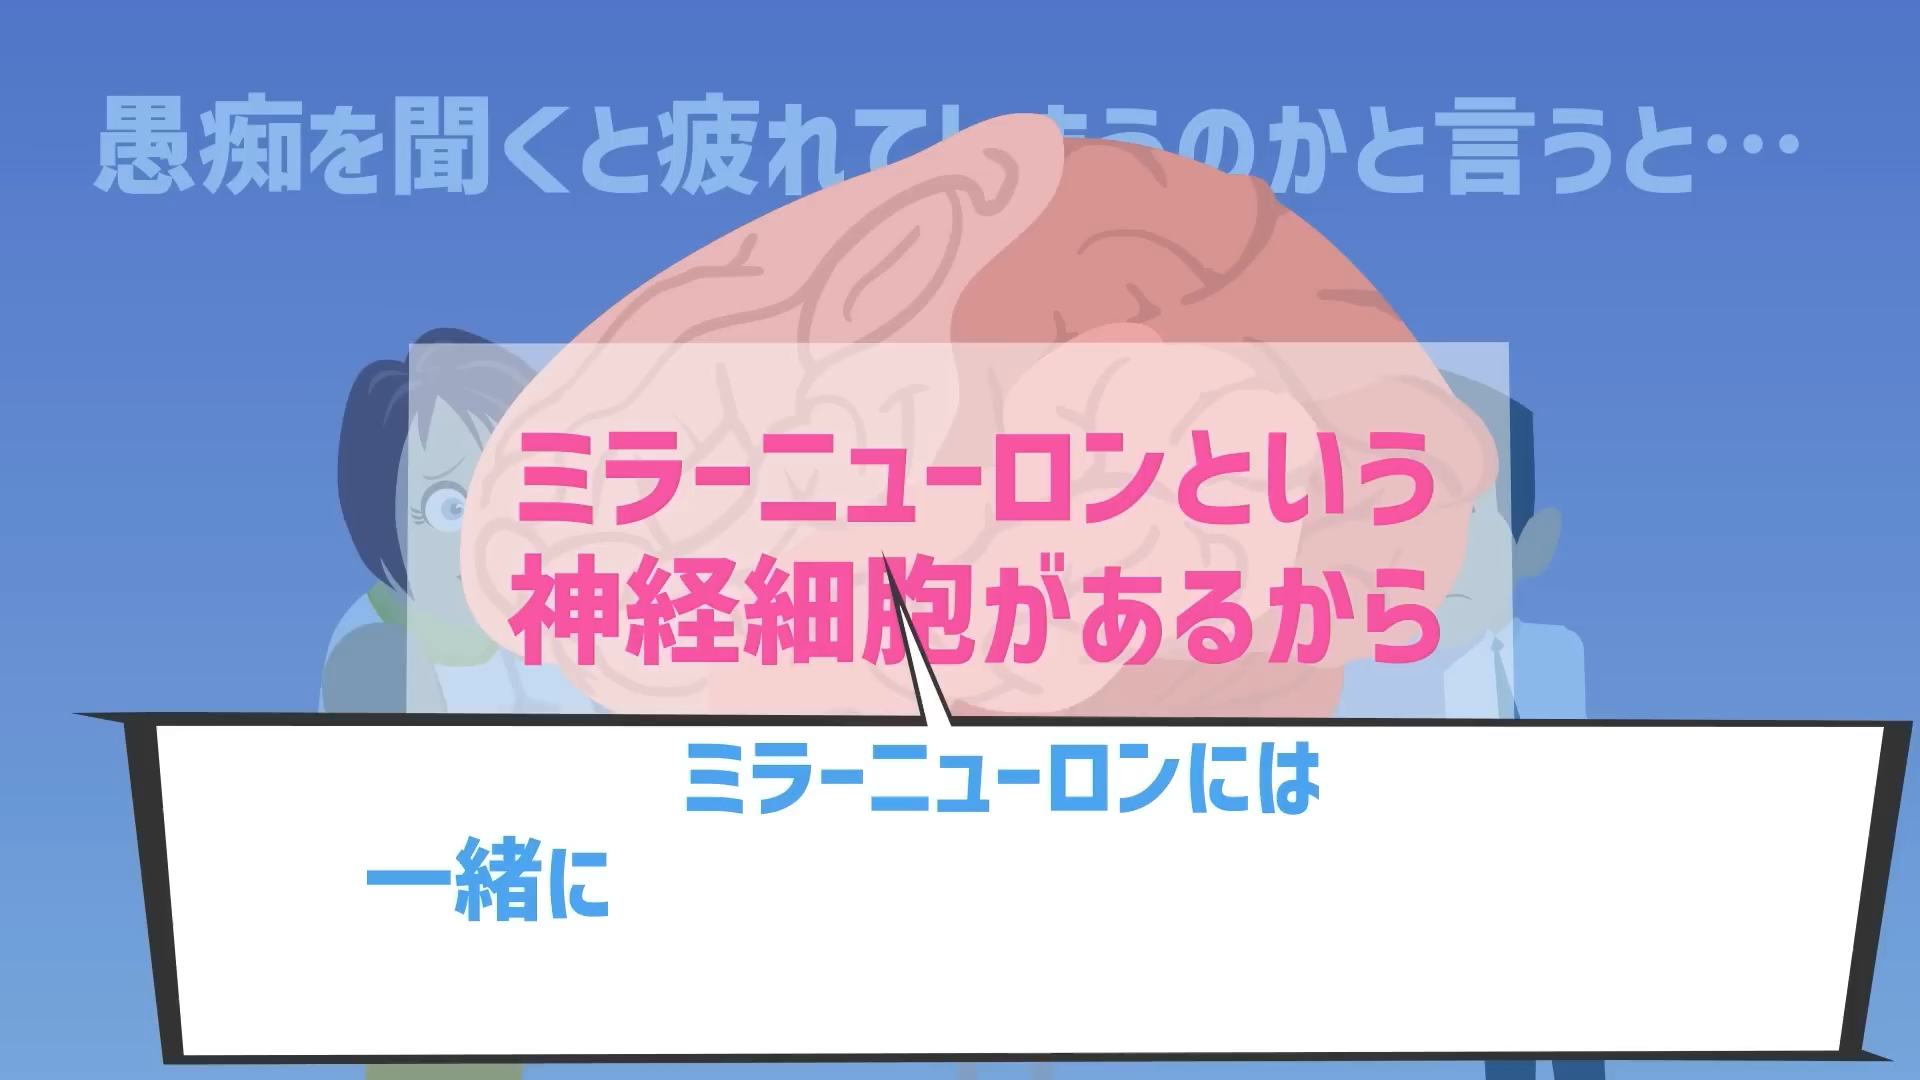 愚痴を聞くと疲れてしまうのかと言うと…
ミラーニューロンという
神経細胞があるから
ミラーニューロンには
一緒に